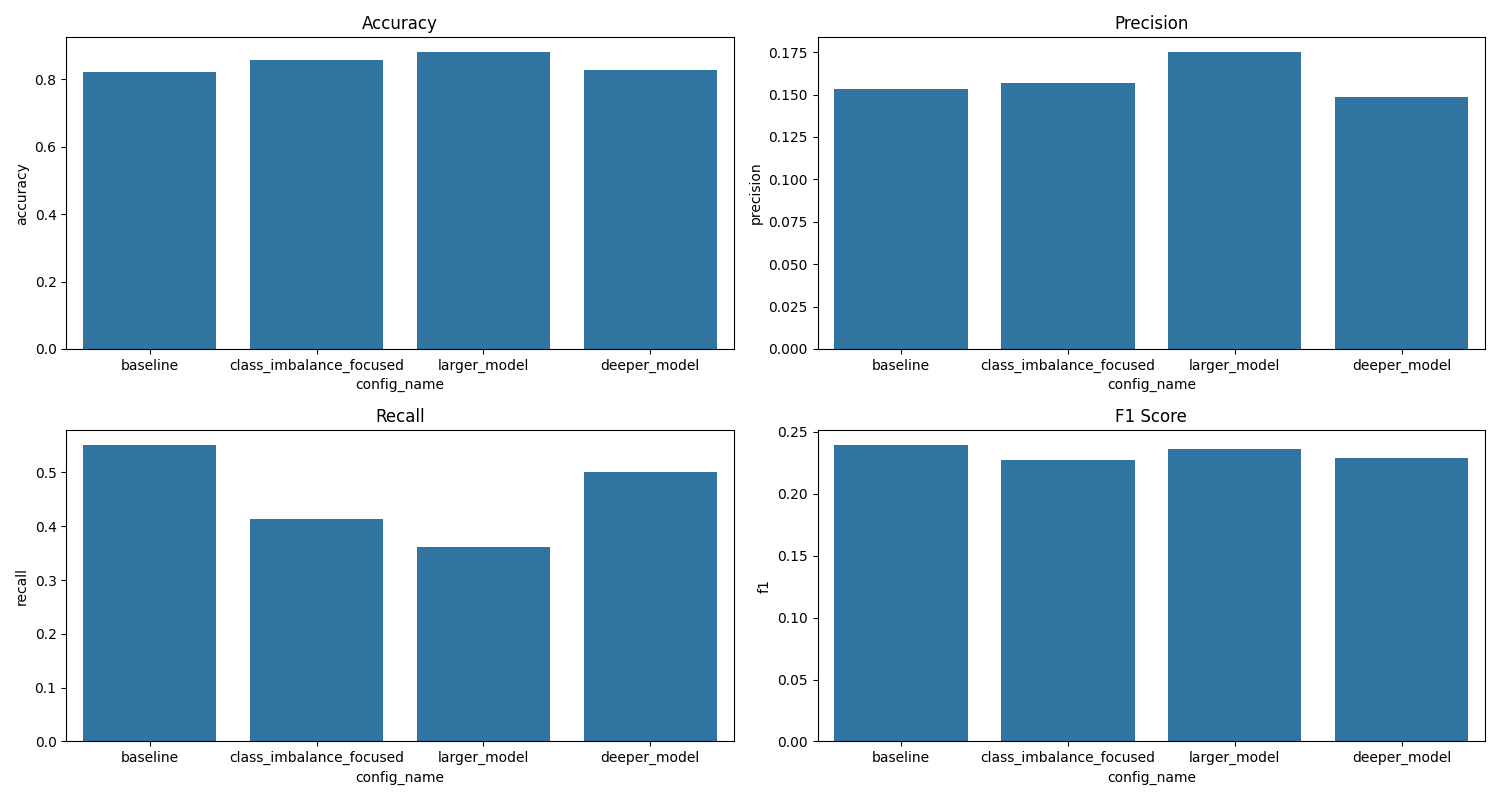 Accuracy
0.8
0.6
0.4
0.2
0.0
accuracy
baseline
class_imbalance_focused
larger_model
deeper_model
config_name
Precision
0.175
0.150
0.125
0.100
0.075
0.050
0.025
0.000
precision
baseline
class_imbalance_focused
larger_model
deeper_model
config_name
Recall
0.5
0.4
0.3
0.2
0.1
0.0
recall
baseline
class_imbalance_focused
larger_model
deeper_model
config_name
F1 Score
0.25
0.20
0.15
0.10
0.05
0.00
f1
baseline
class_imbalance_focused
larger_model
deeper_model
config_name